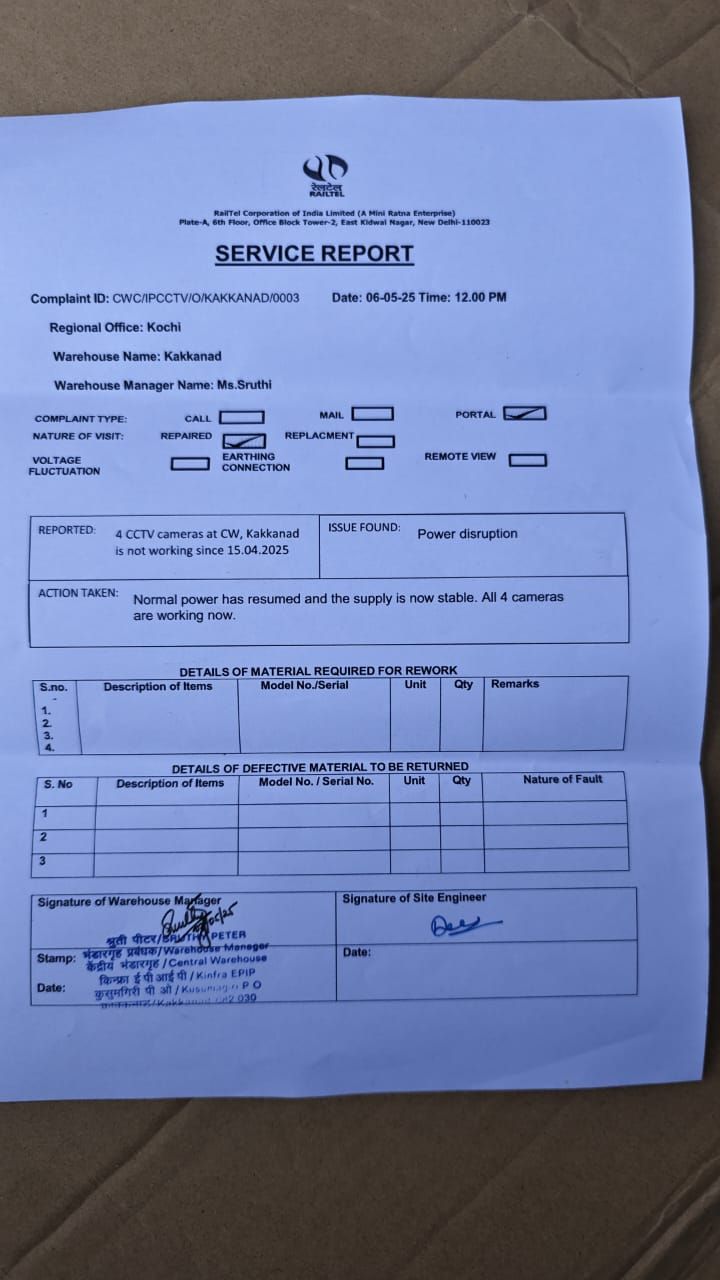 रेलटेल
RAILTEL
RailTel Corporation of India Limited (A Mini Ratna Enterprise)
Plate-A, 6th Floor, Office Block Tower-2, East Kidwai Nagar, New Delhi-110023
SERVICE REPORT
Complaint ID: CWC/IPCCTV/O/KAKKANAD/0003 Date: 06-05-25 Time: 12.00 PM
Regional Office: Kochi
Warehouse Name: Kakkanad
Warehouse Manager Name: Ms.Sruthi
COMPLAINT TYPE: CALL MAIL PORTAL
NATURE OF VISIT: REPAIRED REPLACMENT
VOLTAGE FLUCTUATION EARTHING CONNECTION REMOTE VIEW
REPORTED: 4 CCTV cameras at CW, Kakkanad
is not working since 15.04.2025
ISSUE FOUND: Power disruption
ACTION TAKEN: Normal power has resumed and the supply is now stable. All 4 cameras
are working now.
DETAILS OF MATERIAL REQUIRED FOR REWORK
S.no. Description of Items Model No./Serial Unit Qty Remarks
1.
2.
3.
4.
DETAILS OF DEFECTIVE MATERIAL TO BE RETURNED
S. No Description of Items Model No. / Serial No. Unit Qty Nature of Fault
1
2
3
Signature of Warehouse Manager Signature of Site Engineer
श्रुती पीटर/SRUTHI PETER
Stamp: भंडारगृह प्रबंधक/Warehouse Manager Date:
केंद्रीय भंडारगृह/Central Warehouse
Date: किन्फ्रा ई पी आई पी/Kinfra EPIP
कुसुमगिरी पी ओ/Kusumagiri P O
Kakkanad 030